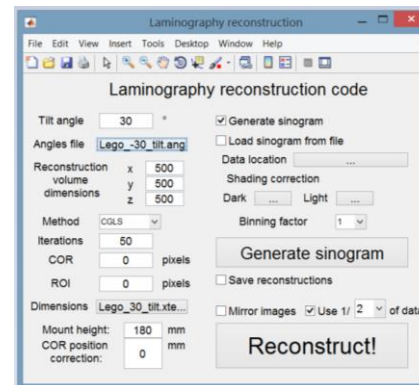 Laminography reconstruction
File Edit View Insert Tools Desktop Window Help
Laminography reconstruction code
Tilt angle 30 °
Angles file Lego_-30_tilt.ang
Reconstruction volume dimensions
x 500
y 500
z 500
Method CGLS
Iterations 50
COR 0 pixels
ROI 0 pixels
Dimensions Lego_30_tilt.xte...
Mount height: 180 mm
COR position correction: 0 mm
Generate sinogram
Load sinogram from file
Data location ...
Shading correction
Dark ... Light ...
Binning factor 1
Generate sinogram
Save reconstructions
Mirror images Use 1/ 2 of data
Reconstruct!